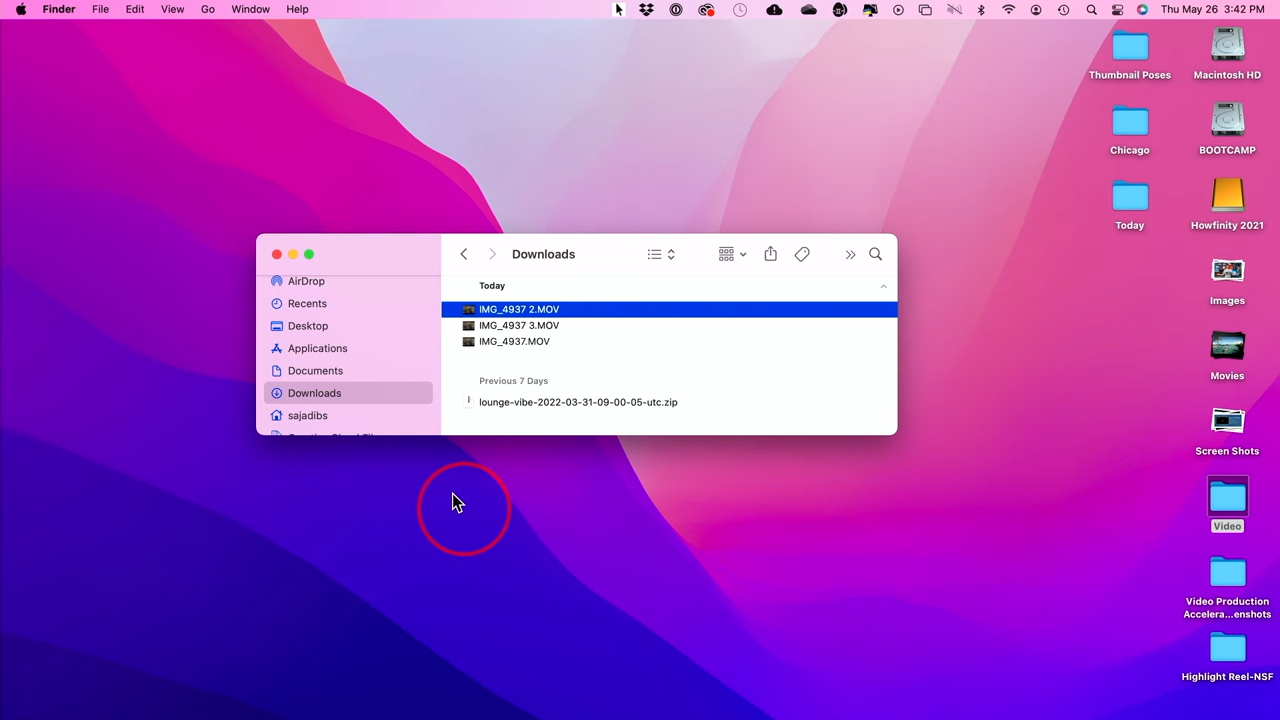 Finder File Edit View Go Window Help Thu May 26 3:42 PM
Thumbnail Poses
Macintosh HD
Chicago
BOOTCAMP
Today
Howfinity 2021
Images
Movies
Screen Shots
Video
Video Production
Accelera...enshots
Highlight Reel-NSF
Downloads
AirDrop
Recents
Desktop
Applications
Documents
Downloads
sajadibs
Today
IMG_4937 2.MOV
IMG_4937 3.MOV
IMG_4937.MOV
Previous 7 Days
lounge-vibe-2022-03-31-09-00-05-utc.zip